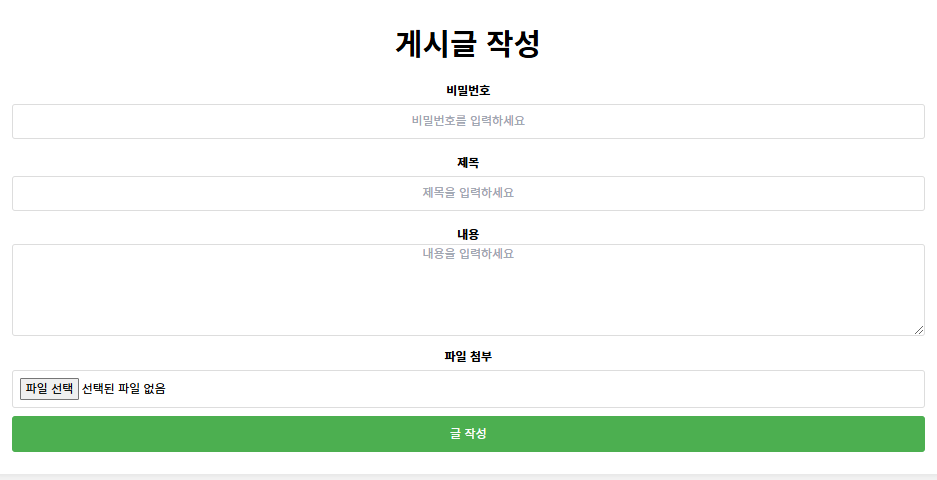 게시글 작성
비밀번호
비밀번호를 입력하세요
제목
제목을 입력하세요
내용
내용을 입력하세요
파일 첨부
파일 선택 선택된 파일 없음
글 작성